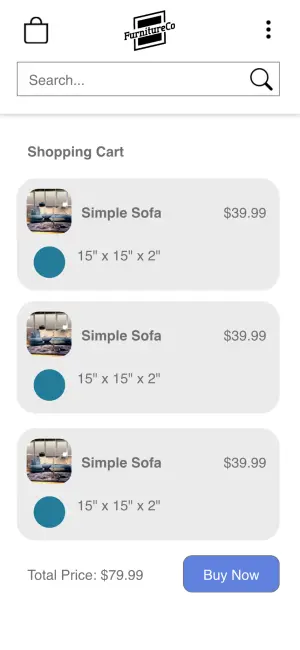 FurnitureCo
Search...
Shopping Cart
Simple Sofa $39.99
15" x 15" x 2"
Simple Sofa $39.99
15" x 15" x 2"
Simple Sofa $39.99
15" x 15" x 2"
Total Price: $79.99 Buy Now